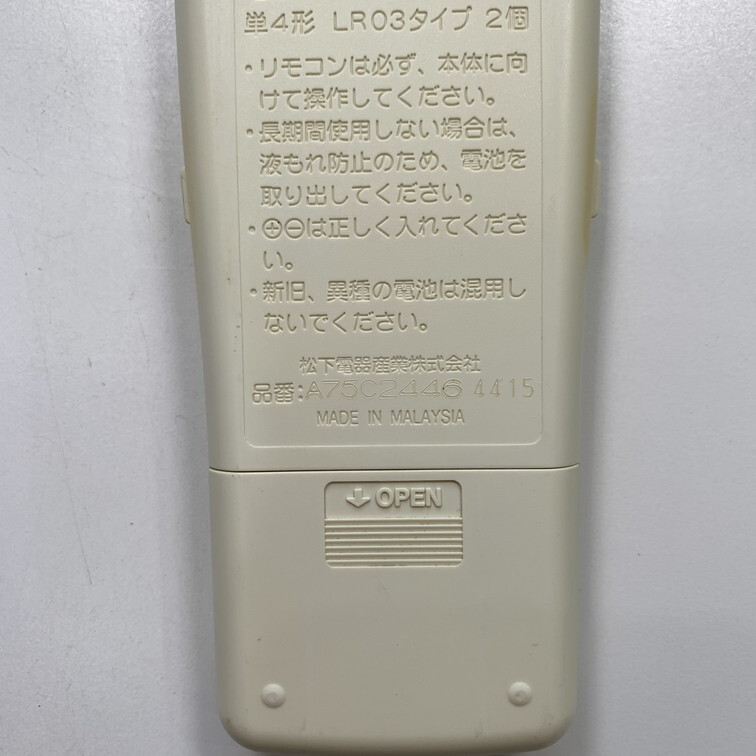 単4形 LR03タイプ 2個
・リモコンは必ず、本体に向
けて操作してください。
・長期間使用しない場合は、
液もれ防止のため、電池を
取り出してください。
・⊕⊖は正しく入れてくださ
い。
・新旧、異種の電池は混用し
ないでください。
松下電器産業株式会社
品番:A75C2446 4415
MADE IN MALAYSIA
↓OPEN